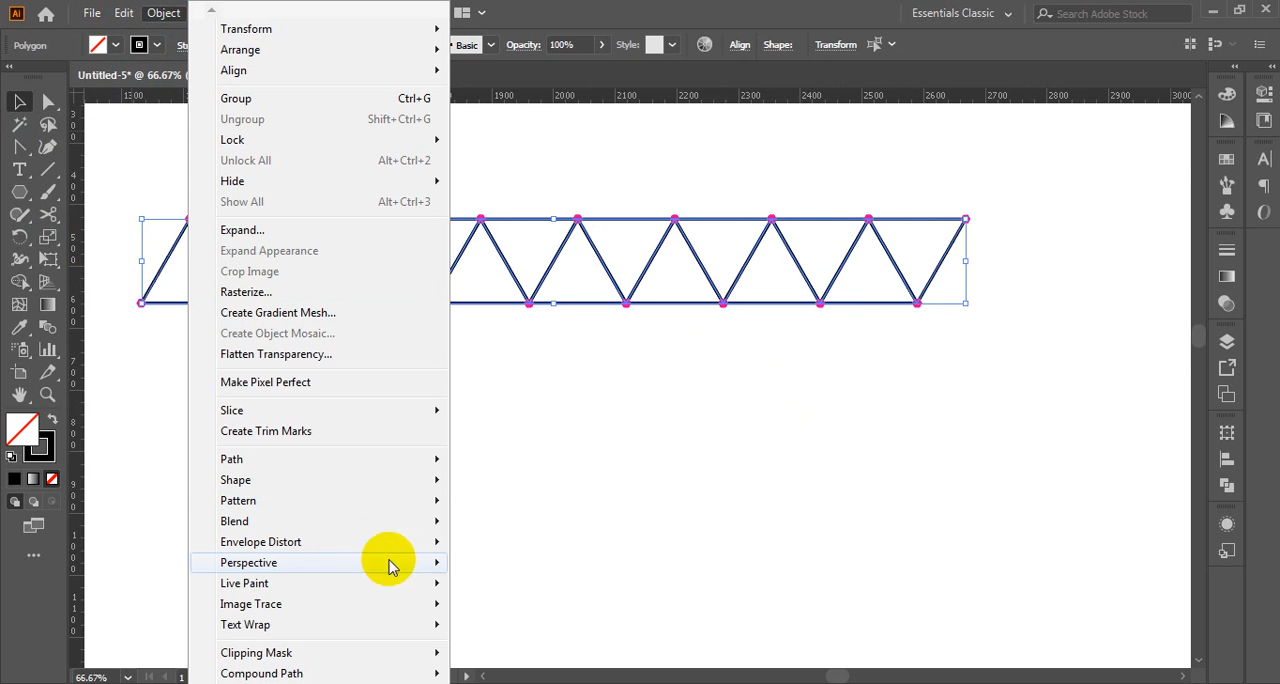 Ai
File
Edit
Object
Essentials Classic
Search Adobe Stock
Polygon
Basic
Opacity:
100%
Style:
Align
Shape:
Transform
Untitled-5* @ 66.67%
1300
1900
2000
2100
2200
2300
2400
2500
2600
2700
2800
2900
Transform
Arrange
Align
Group Ctrl+G
Ungroup Shift+Ctrl+G
Lock
Unlock All Alt+Ctrl+2
Hide
Show All Alt+Ctrl+3
Expand...
Expand Appearance
Crop Image
Rasterize...
Create Gradient Mesh...
Create Object Mosaic...
Flatten Transparency...
Make Pixel Perfect
Slice
Create Trim Marks
Path
Shape
Pattern
Blend
Envelope Distort
Perspective
Live Paint
Image Trace
Text Wrap
Clipping Mask
Compound Path
66.67%
1